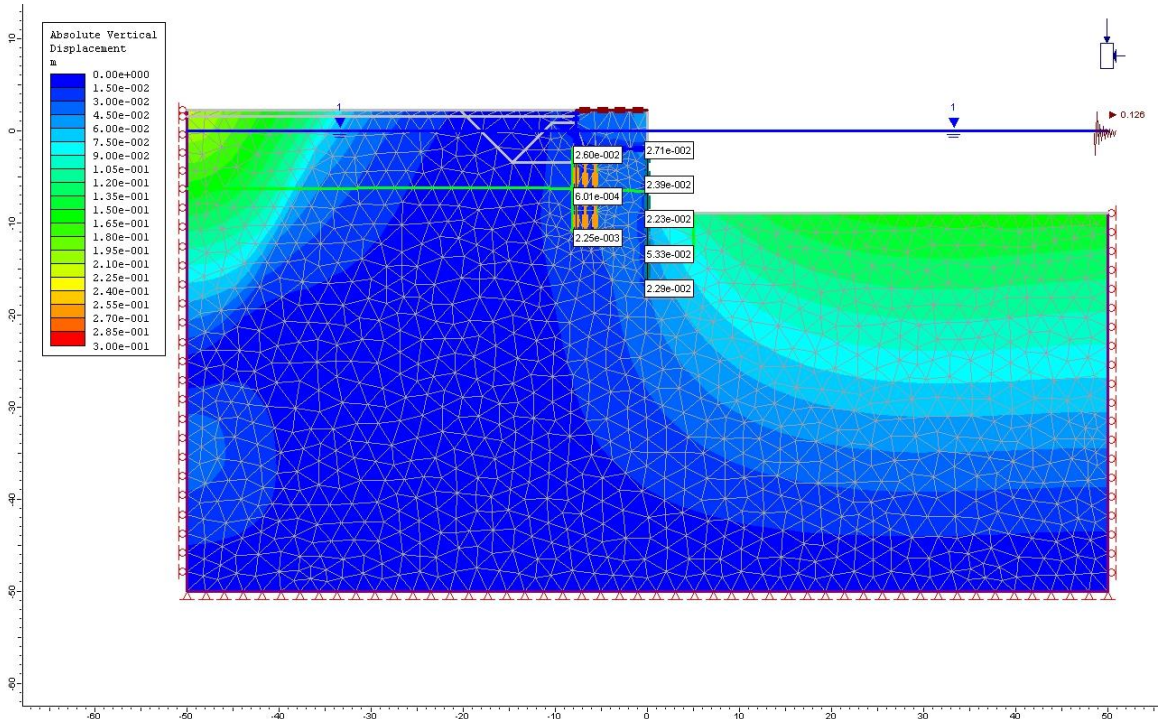 Absolute Vertical
Displacement
m
0.00e+000
1.50e-002
3.00e-002
4.50e-002
6.00e-002
7.50e-002
9.00e-002
1.05e-001
1.20e-001
1.35e-001
1.50e-001
1.65e-001
1.80e-001
1.95e-001
2.10e-001
2.25e-001
2.40e-001
2.55e-001
2.70e-001
2.85e-001
3.00e-001
1
1
0.126
2.60e-002
2.71e-002
6.01e-004
2.39e-002
2.25e-003
2.23e-002
5.33e-002
2.29e-002
10
0
-10
-20
-30
-40
-50
-60
-60
-50
-40
-30
-20
-10
0
10
20
30
40
50